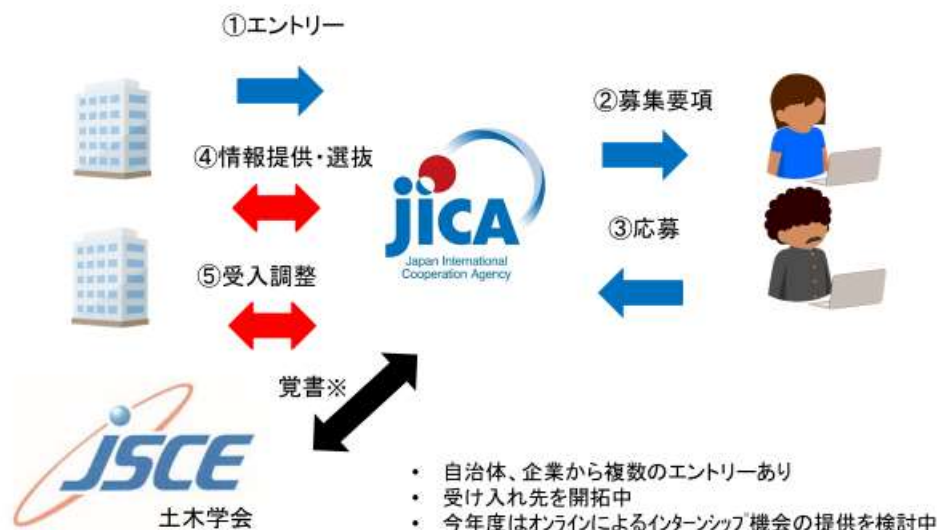 ①エントリー
②募集要項
④情報提供・選抜
JICA
Japan International
Cooperation Agency
③応募
⑤受入調整
覚書※
JSCE
土木学会
• 自治体、企業から複数のエントリーあり
• 受け入れ先を開拓中
• 今年度はオンラインによるインターンシップ機会の提供を検討中